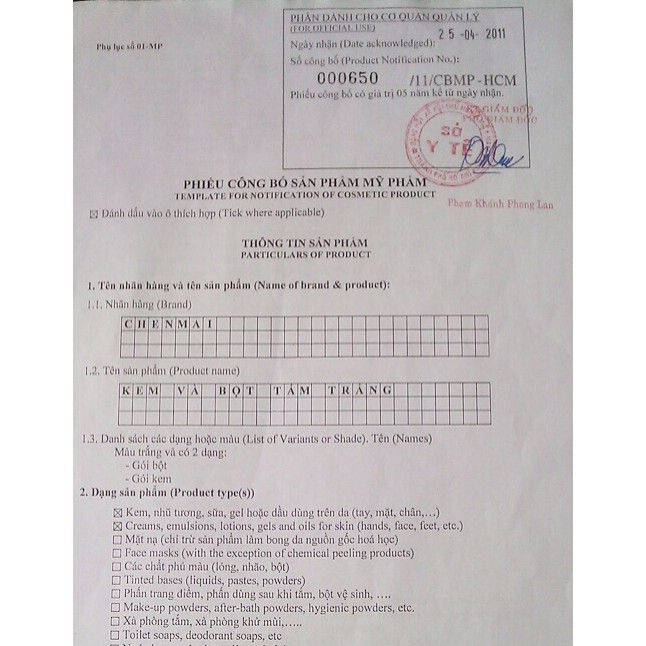 Phụ lục số 01-MP
PHẦN DÀNH CHO CƠ QUAN QUẢN LÝ
(FOR OFFICIAL USE)
Ngày nhận (Date acknowledged): 25-04-2011
Số công bố (Product Notification No.):
000650 /11/CBMP-HCM
Phiếu công bố có giá trị 05 năm kể từ ngày nhận.
KT.GIÁM ĐỐC
PHÓ GIÁM ĐỐC
SỞ
Y TẾ
Phạm Khánh Phong Lan
PHIẾU CÔNG BỐ SẢN PHẨM MỸ PHẨM
TEMPLATE FOR NOTIFICATION OF COSMETIC PRODUCT
☒ Đánh dấu vào ô thích hợp (Tick where applicable)
THÔNG TIN SẢN PHẨM
PARTICULARS OF PRODUCT
1. Tên nhãn hàng và tên sản phẩm (Name of brand & product):
1.1. Nhãn hàng (Brand)
CHENMAI
1.2. Tên sản phẩm (Product name)
KEM VÀ BỘT TẮM TRẮNG
1.3. Danh sách các dạng hoặc màu (List of Variants or Shade). Tên (Names)
Màu trắng và có 2 dạng:
- Gói bột
- Gói kem
2. Dạng sản phẩm (Product type(s))
☒ Kem, nhũ tương, sữa, gel hoặc dầu dùng trên da (tay, mặt, chân,…)
☒ Creams, emulsions, lotions, gels and oils for skin (hands, face, feet, etc.)
☐ Mặt nạ (chỉ trừ sản phẩm làm bong da nguồn gốc hoá học)
☐ Face masks (with the exception of chemical peeling products)
☐ Các chất phủ màu (lỏng, nhão, bột)
☐ Tinted bases (liquids, pastes, powders)
☐ Phấn trang điểm, phấn dùng sau khi tắm, bột vệ sinh, ….
☐ Make-up powders, after-bath powders, hygienic powders, etc.
☐ Xà phòng tắm, xà phòng khử mùi,…..
☐ Toilet soaps, deodorant soaps, etc